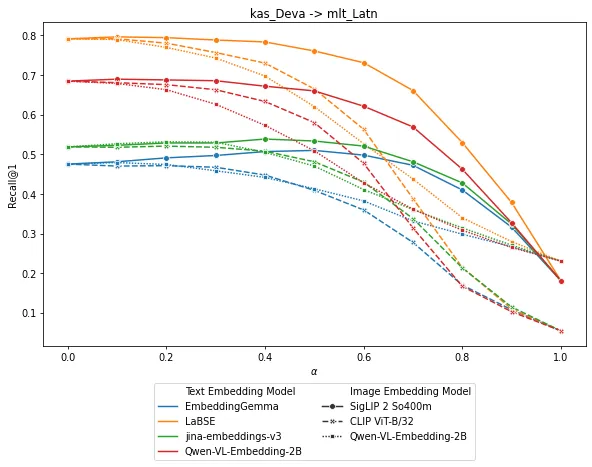 kas_Deva -> mlt_Latn
0.8
0.7
0.6
0.5
0.4
0.3
0.2
0.1
Recall@1
0.0 0.2 0.4 0.6 0.8 1.0
α
Text Embedding Model Image Embedding Model
EmbeddingGemma SigLIP 2 So400m
LaBSE CLIP ViT-B/32
jina-embeddings-v3 Qwen-VL-Embedding-2B
Qwen-VL-Embedding-2B